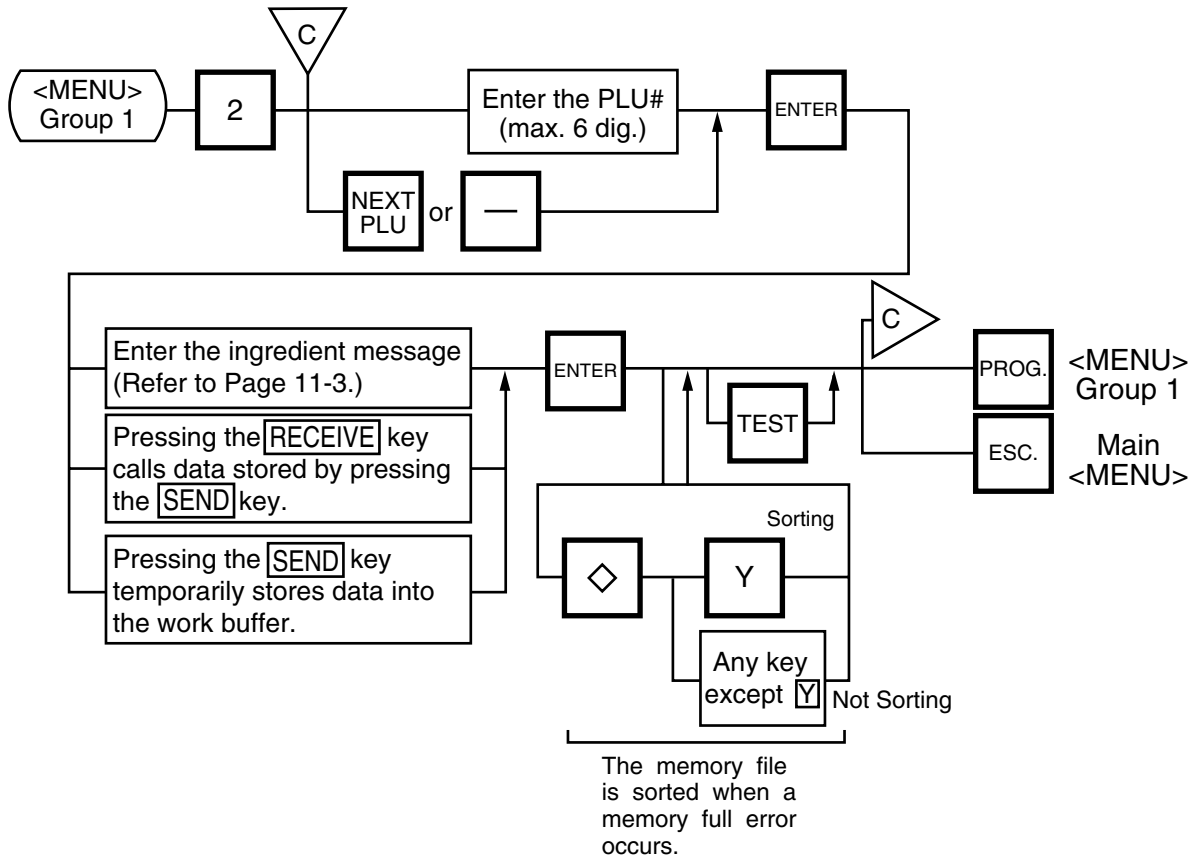 C
<MENU>
Group 1
2
Enter the PLU#
(max. 6 dig.)
ENTER
NEXT
PLU
or
—
Enter the ingredient message
(Refer to Page 11-3.)
Pressing the RECEIVE key
calls data stored by pressing
the SEND key.
Pressing the SEND key
temporarily stores data into
the work buffer.
ENTER
TEST
C
PROG.
<MENU>
Group 1
ESC.
Main
<MENU>
Sorting
Y
Any key
except Y
Not Sorting
The memory file
is sorted when a
memory full error
occurs.